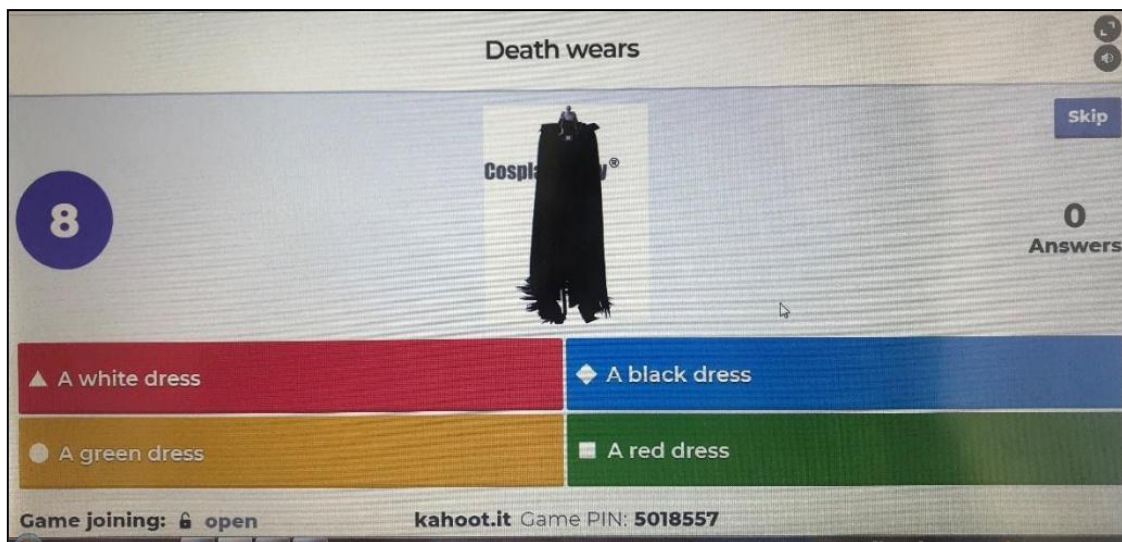 Death wears
Skip
Cospla y®
8
0
Answers
A white dress
A black dress
A green dress
A red dress
Game joining: open
kahoot.it Game PIN: 5018557